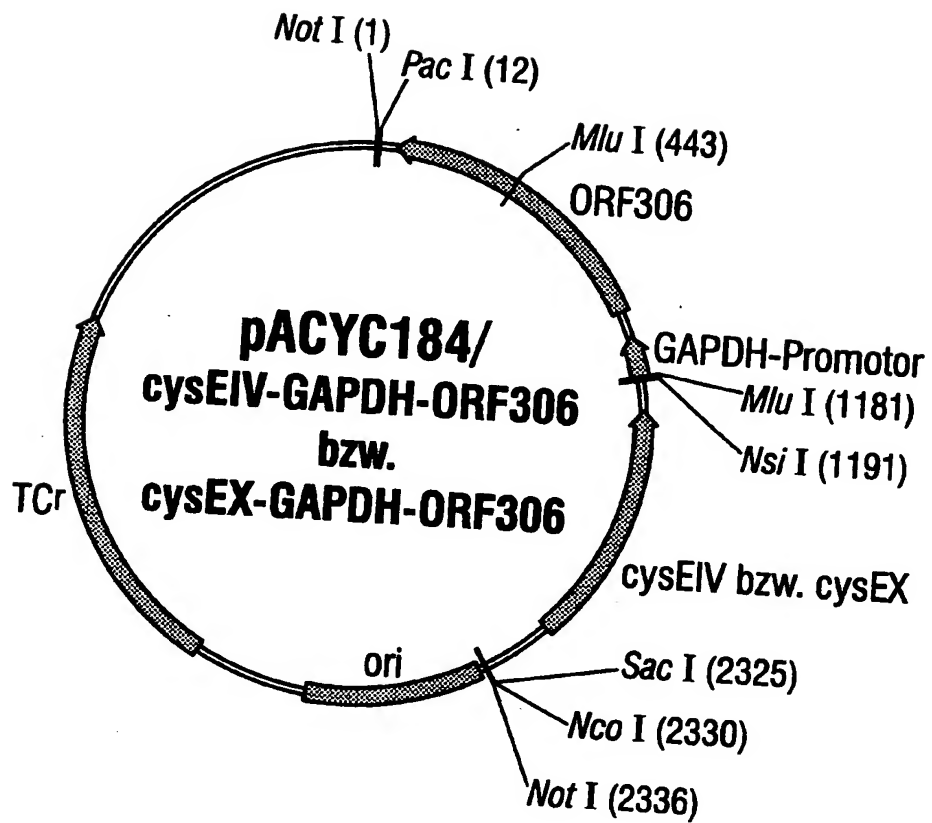 Not I (1)
Pac I (12)
Mlu I (443)
ORF306
GAPDH-Promotor
Mlu I (1181)
Nsi I (1191)
pACYC184/
cysEIV-GAPDH-ORF306
bzw.
cysEX-GAPDH-ORF306
TCr
cysEIV bzw. cysEX
ori
Sac I (2325)
Nco I (2330)
Not I (2336)